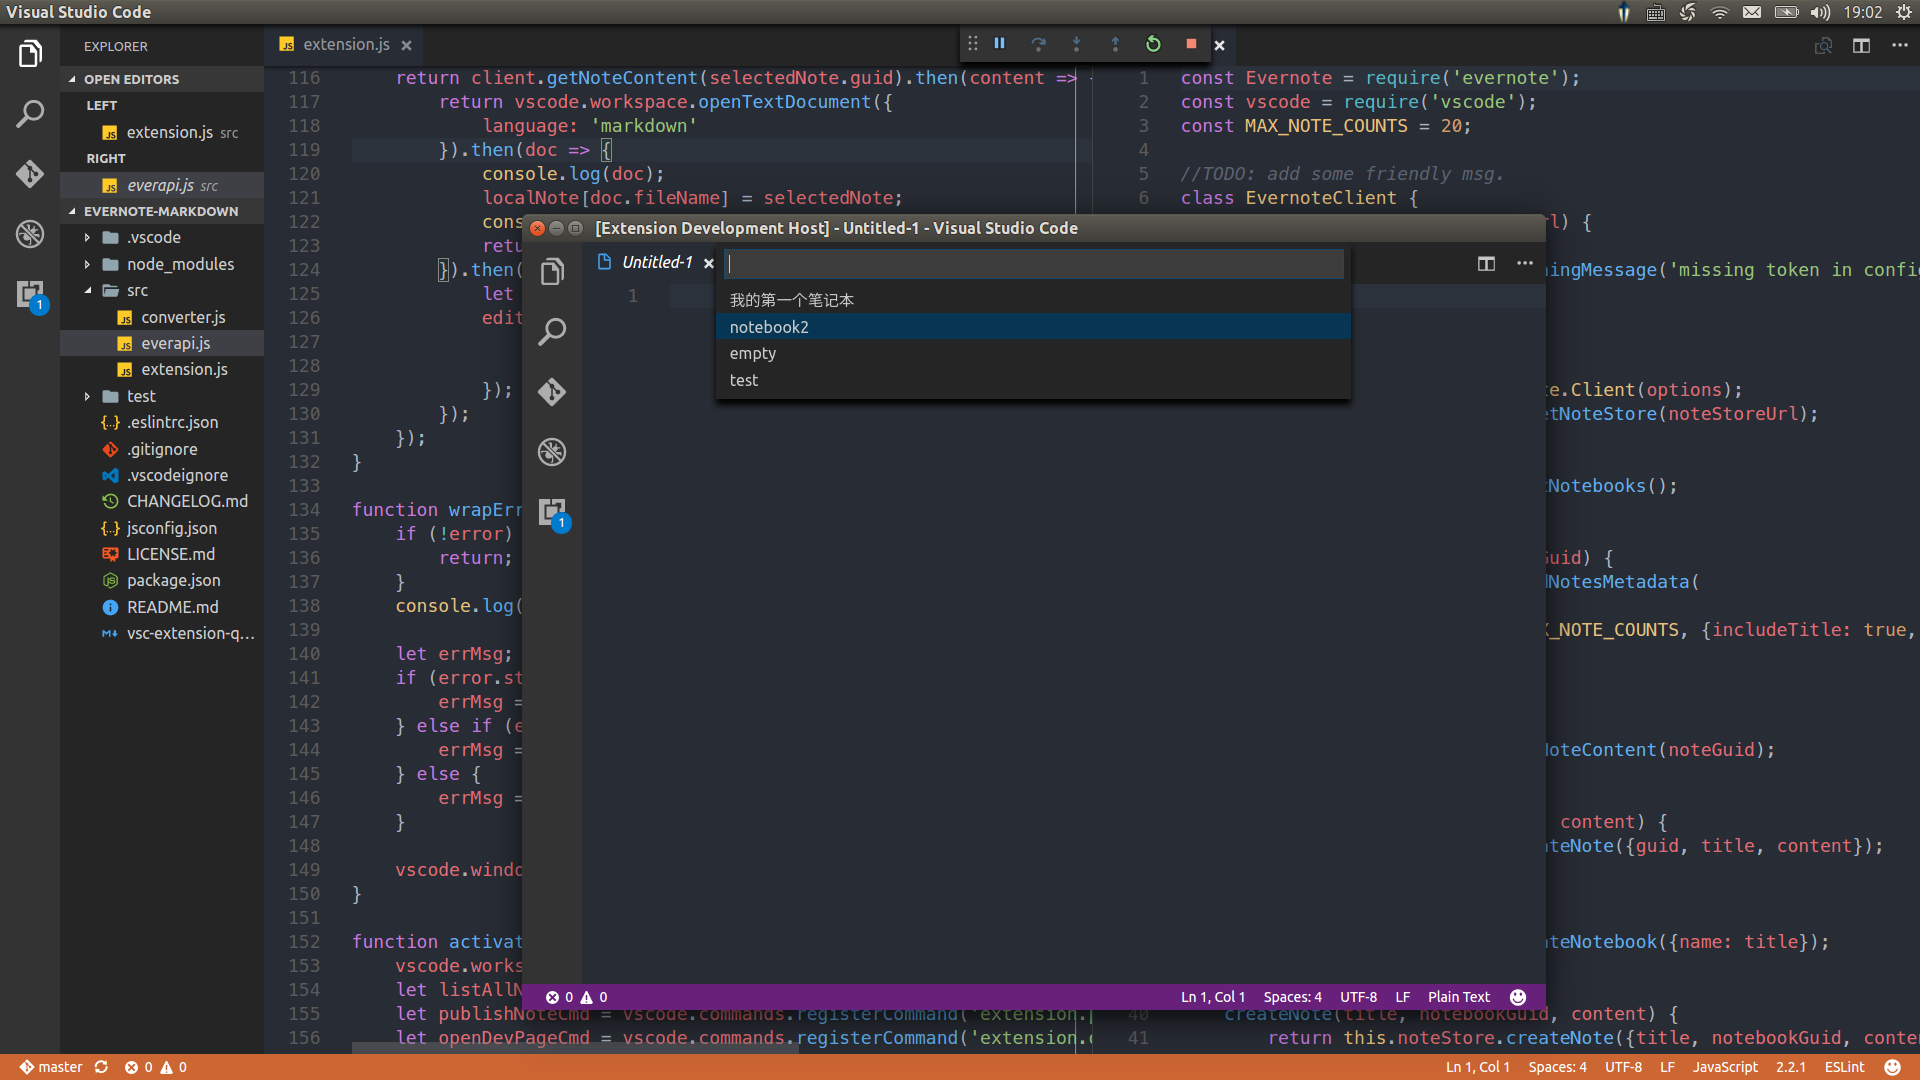 Visual Studio Code
19:02
EXPLORER
OPEN EDITORS
LEFT
extension.js src
RIGHT
everapi.js src
EVERNOTE-MARKDOWN
.vscode
node_modules
src
converter.js
everapi.js
extension.js
test
.eslintrc.json
.gitignore
.vscodeignore
CHANGELOG.md
jsconfig.json
LICENSE.md
package.json
README.md
vsc-extension-q...
1
extension.js
116 return client.getNoteContent(selectedNote.guid).then(content =>
117 return vscode.workspace.openTextDocument({
118 language: 'markdown'
119 }).then(doc => {
120 console.log(doc);
121 localNote[doc.fileName] = selectedNote;
122 cons
123 retu
124 }).then(
125 let
126 edit
127
128
129 });
130 });
131 });
132 }
133
134 function wrapErr
135 if (!error)
136 return;
137 }
138 console.log(
139
140 let errMsg;
141 if (error.st
142 errMsg =
143 } else if (e
144 errMsg =
145 } else {
146 errMsg =
147 }
148
149 vscode.windo
150 }
151
152 function activat
153 vscode.works
154 let listAllN
155 let publishNoteCmd = vscode.commands.registerCommand('extension.p
156 let openDevPageCmd = vscode.commands.registerCommand('extension.o
1 const Evernote = require('evernote');
2 const vscode = require('vscode');
3 const MAX_NOTE_COUNTS = 20;
4
5 //TODO: add some friendly msg.
6 class EvernoteClient {
l) {
ningMessage('missing token in confi
te.Client(options);
etNoteStore(noteStoreUrl);
tNotebooks();
Guid) {
dNotesMetadata(
X_NOTE_COUNTS, {includeTitle: true,
NoteContent(noteGuid);
content) {
ateNote({guid, title, content});
ateNotebook({name: title});
40 createNote(title, notebookGuid, content) {
41 return this.noteStore.createNote({title, notebookGuid, conte
[Extension Development Host] - Untitled-1 - Visual Studio Code
Untitled-1
1
我的第一个笔记本
notebook2
empty
test
1
0 0
Ln 1, Col 1 Spaces: 4 UTF-8 LF Plain Text
master 0 0
Ln 1, Col 1 Spaces: 4 UTF-8 LF JavaScript 2.2.1 ESLint